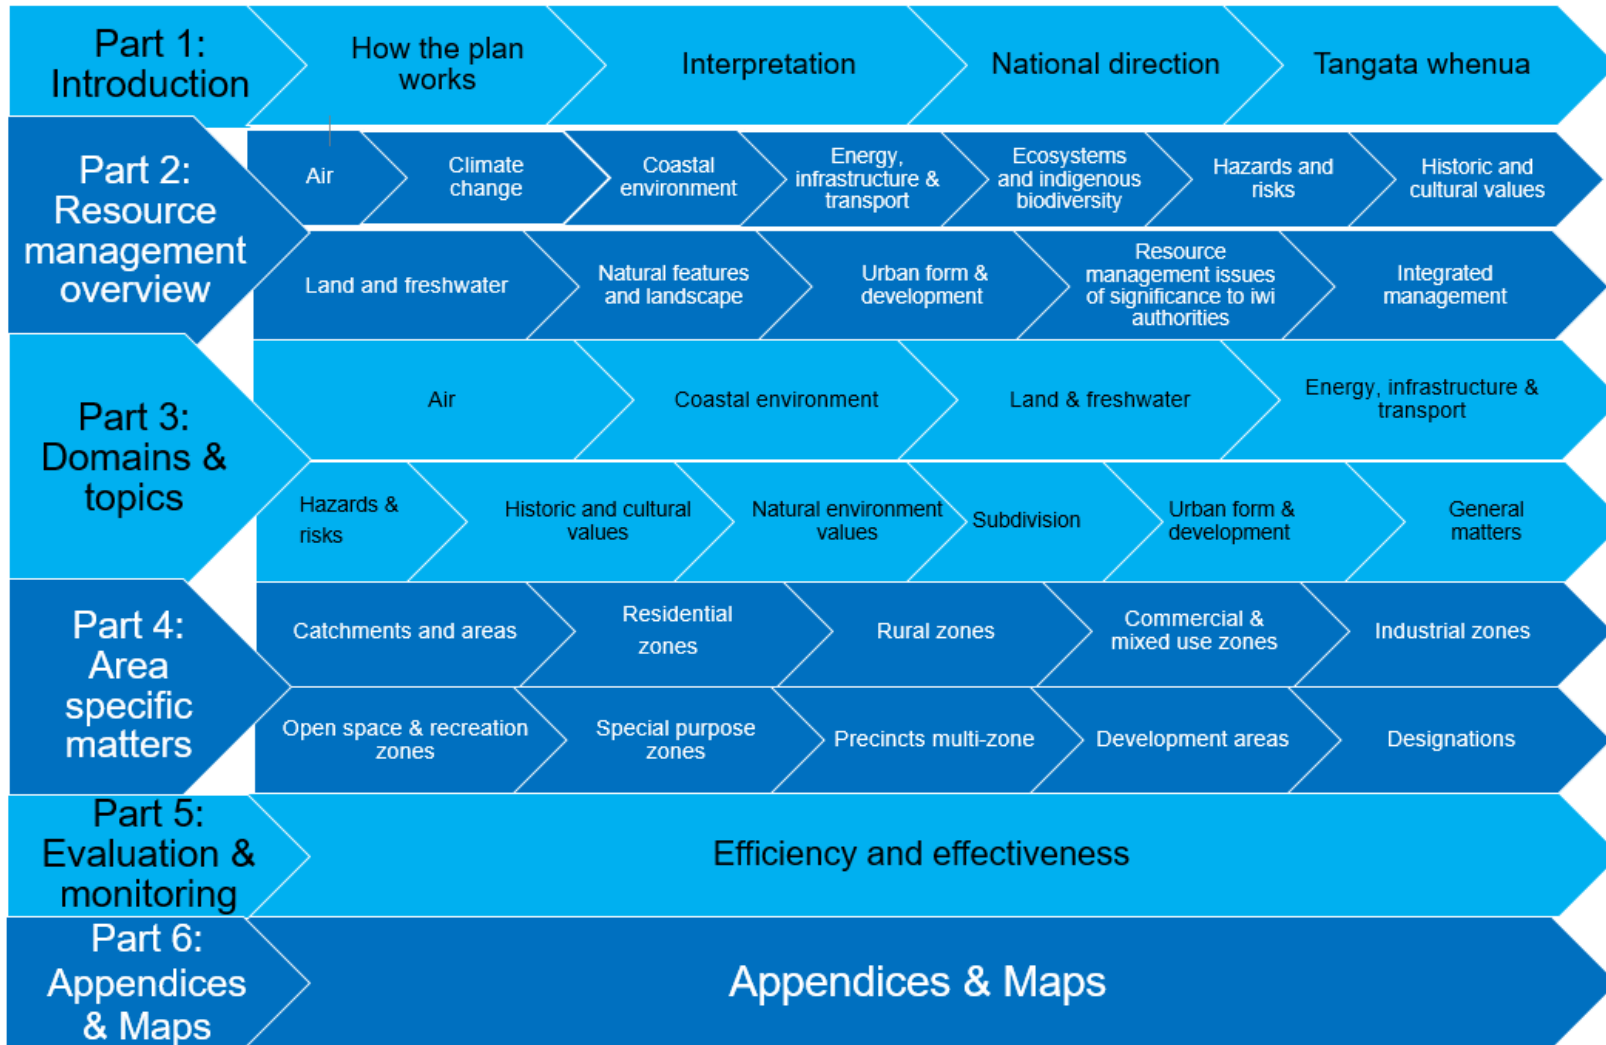 Part 1:
Introduction
How the plan
works
Interpretation
National direction
Tangata whenua
Part 2:
Resource
management
overview
Air
Climate
change
Coastal
environment
Energy,
infrastructure &
transport
Ecosystems
and indigenous
biodiversity
Hazards and
risks
Historic and
cultural values
Land and freshwater
Natural features
and landscape
Urban form &
development
Resource
management issues
of significance to iwi
authorities
Integrated
management
Part 3:
Domains &
topics
Air
Coastal environment
Land & freshwater
Energy, infrastructure &
transport
Hazards &
risks
Historic and cultural
values
Natural environment
values
Subdivision
Urban form &
development
General
matters
Part 4:
Area
specific
matters
Catchments and areas
Residential
zones
Rural zones
Commercial &
mixed use zones
Industrial zones
Open space & recreation
zones
Special purpose
zones
Precincts multi-zone
Development areas
Designations
Part 5:
Evaluation &
monitoring
Efficiency and effectiveness
Part 6:
Appendices
& Maps
Appendices & Maps